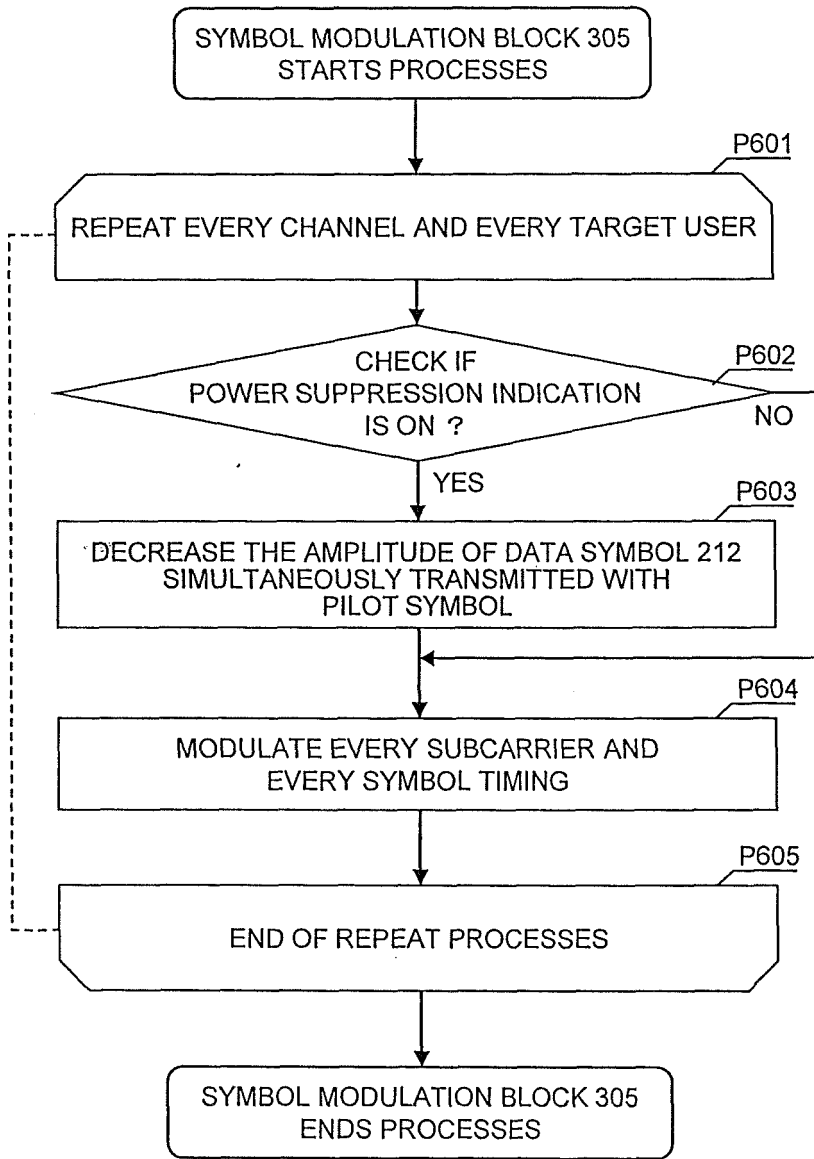 SYMBOL MODULATION BLOCK 305
STARTS PROCESSES
P601
REPEAT EVERY CHANNEL AND EVERY TARGET USER
CHECK IF
POWER SUPPRESSION INDICATION
IS ON ?
P602
NO
YES
P603
DECREASE THE AMPLITUDE OF DATA SYMBOL 212
SIMULTANEOUSLY TRANSMITTED WITH
PILOT SYMBOL
P604
MODULATE EVERY SUBCARRIER AND
EVERY SYMBOL TIMING
P605
END OF REPEAT PROCESSES
SYMBOL MODULATION BLOCK 305
ENDS PROCESSES